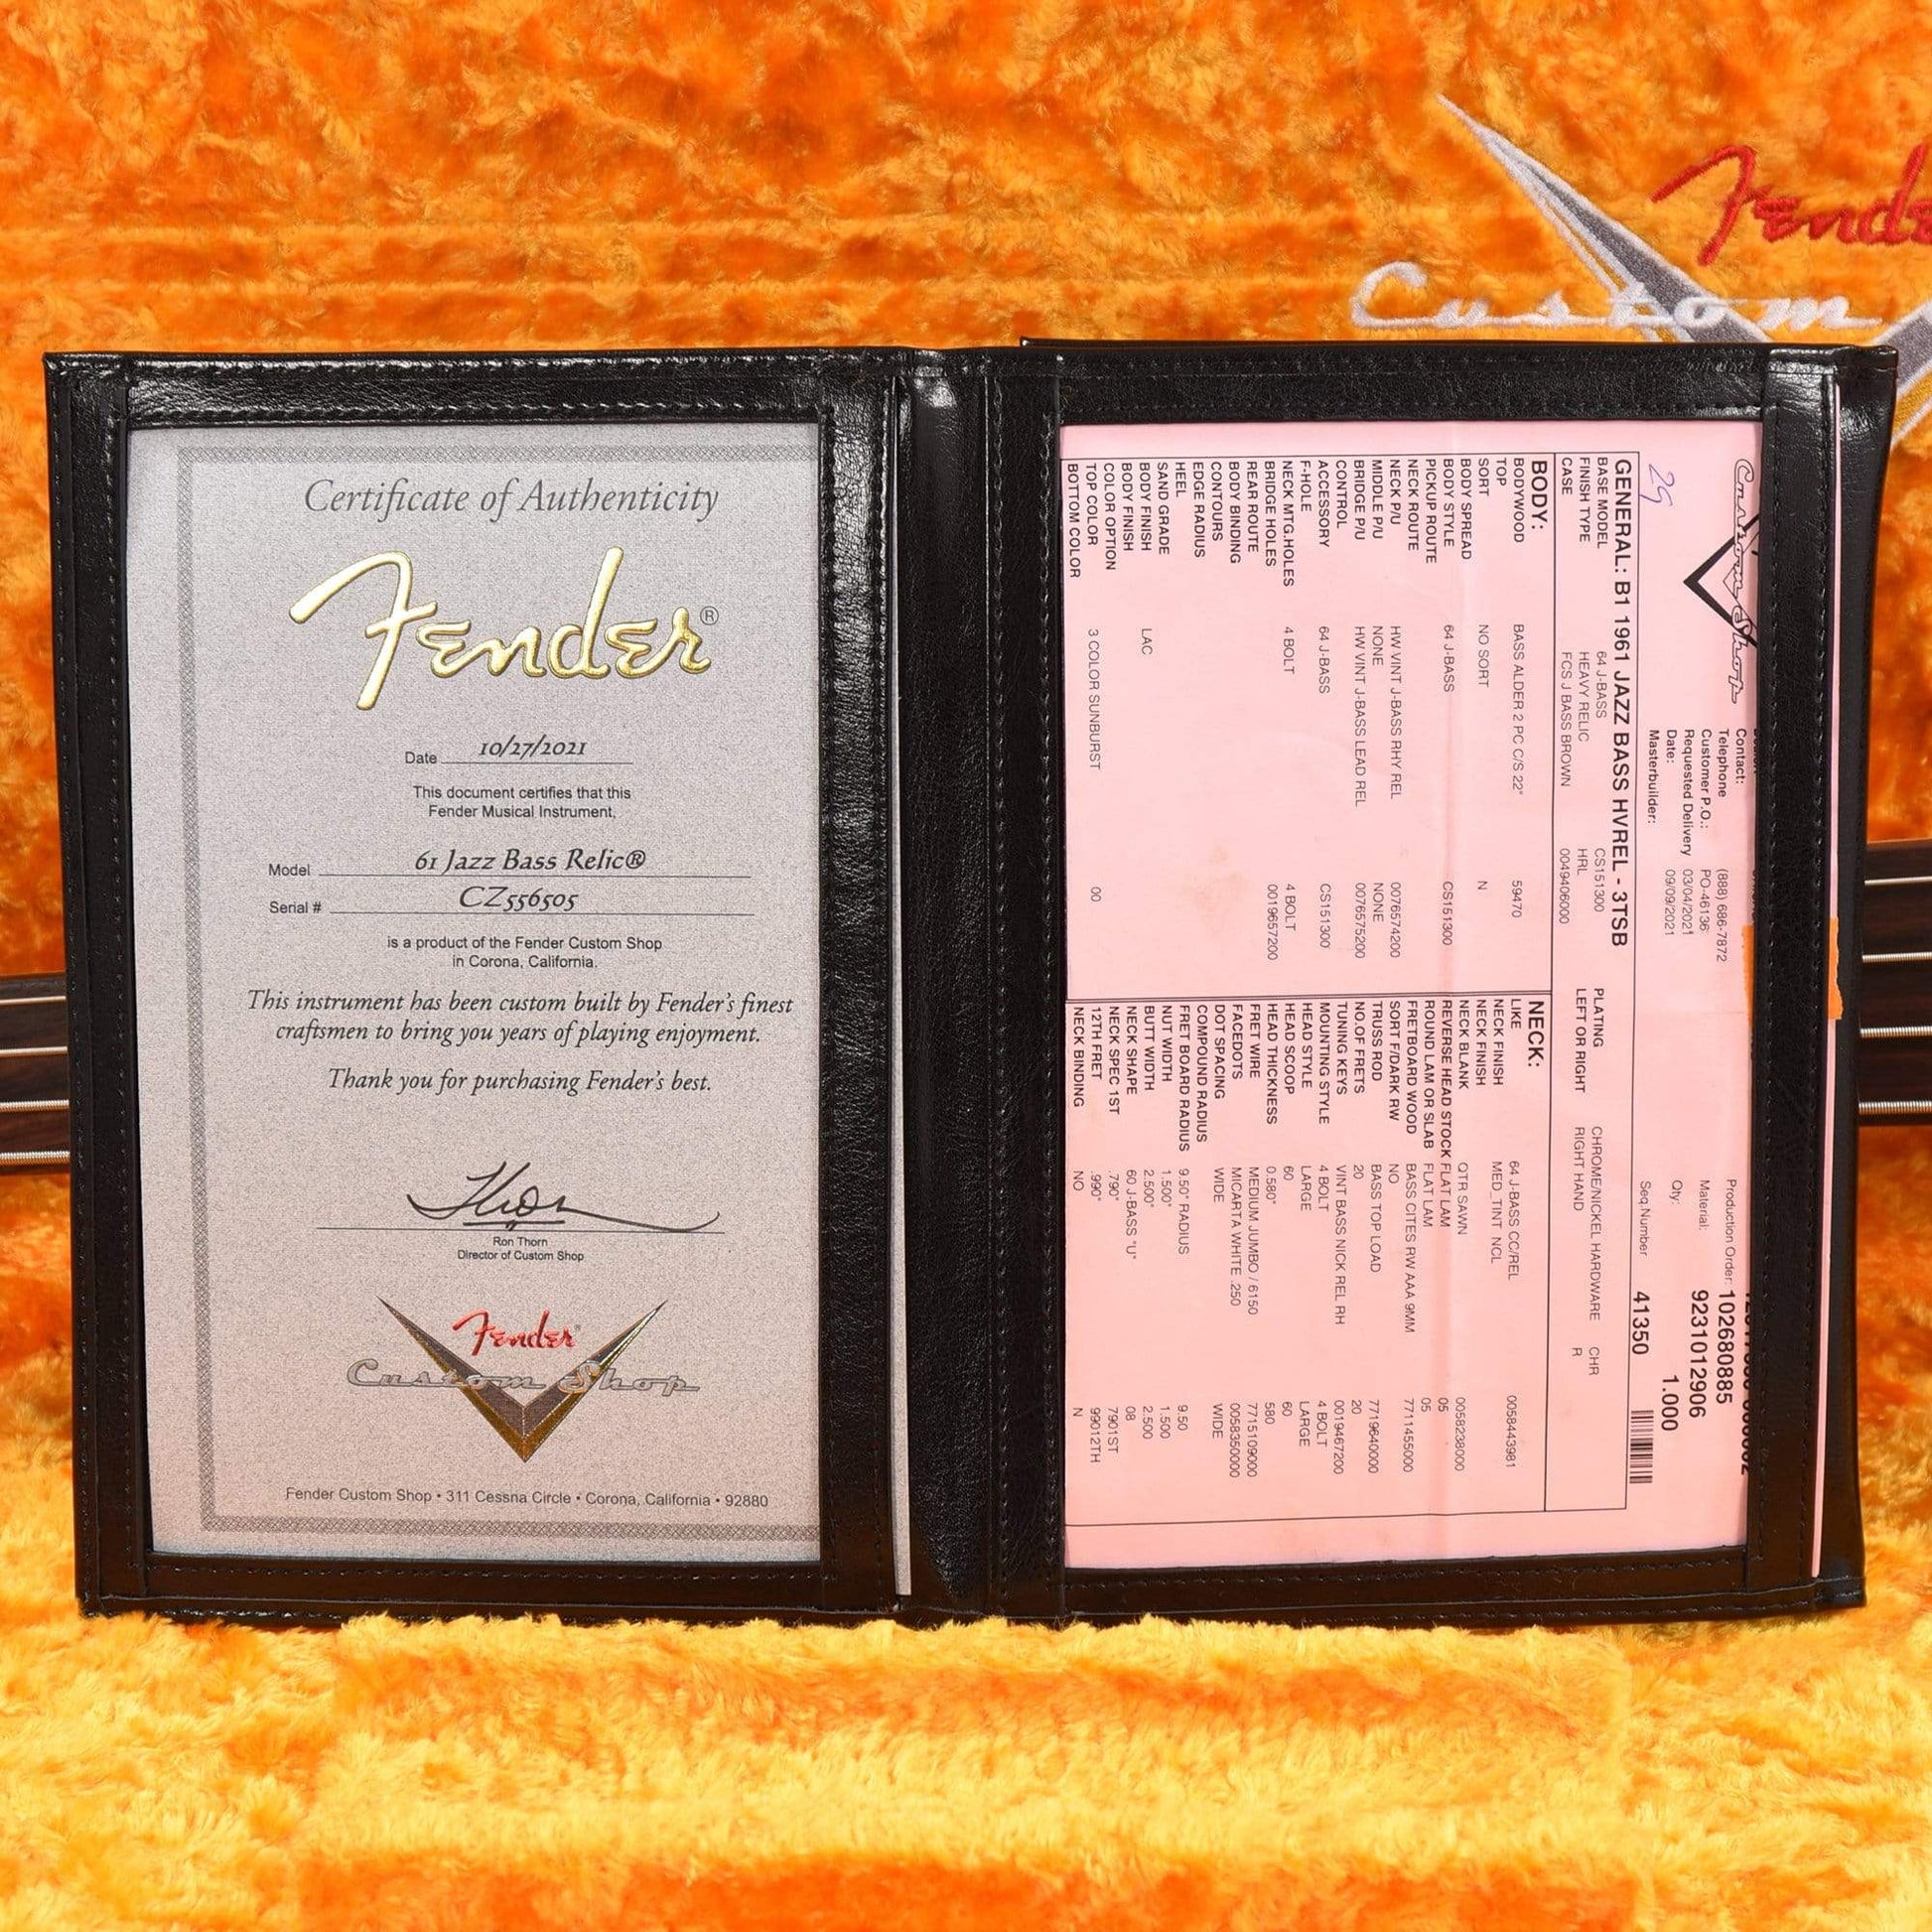 Fender
Custom
Certificate of Authenticity
Fender®
Date 10/27/2021
This document certifies that this
Fender Musical Instrument,
Model 61 Jazz Bass Relic®
Serial # CZ556505
is a product of the Fender Custom Shop
in Corona, California.
This instrument has been custom built by Fender's finest
craftsmen to bring you years of playing enjoyment.
Thank you for purchasing Fender's best.
Ron Thorn
Director of Custom Shop
Fender®
Custom Shop
Fender Custom Shop • 311 Cessna Circle • Corona, California • 92880
Custom Shop
Contact:
Telephone (888) 686-7872 Production Order: 102680885
Customer P.O.: PO-46136 Material: 9231012906
Requested Delivery 03/04/2021 Qty: 1.000
Date: 09/09/2021
Masterbuilder: Seq.Number 41350
29
GENERAL: B1 1961 JAZZ BASS HVREL - 3TSB
BASE MODEL 64 J-BASS CS151300 PLATING CHROME/NICKEL HARDWARE CHR
FINISH TYPE HEAVY RELIC HRL LEFT OR RIGHT RIGHT HAND R
CASE FCS J BASS BROWN 0049406000
BODY:
BODYWOOD BASS ALDER 2 PC C/S 22" 59470
TOP
SORT NO SORT N
BODY SPREAD
BODY STYLE 64 J-BASS CS151300
PICKUP ROUTE
NECK ROUTE
NECK P/U HW VINT J-BASS RHY REL 0076574200
MIDDLE P/U NONE NONE
BRIDGE P/U HW VINT J-BASS LEAD REL 0076575200
CONTROL
ACCESSORY 64 J-BASS CS151300
F-HOLE
NECK MTG.HOLES 4 BOLT 4 BOLT
BRIDGE HOLES 0019657200
REAR ROUTE
BODY BINDING
CONTOURS
EDGE RADIUS
HEEL
SAND GRADE
BODY FINISH LAC
BODY FINISH
COLOR OPTION
TOP COLOR 3 COLOR SUNBURST 00
BOTTOM COLOR
NECK:
LIKE 64 J-BASS CC/REL 0058443981
NECK FINISH MED_TINT NCL
NECK FINISH
NECK BLANK QTR SAWN 0058238000
REVERSE HEAD STOCK FLAT LAM 05
ROUND LAM OR SLAB FLAT LAM 05
FRETBOARD WOOD BASS CITES RW AAA 9MM 7711455000
SORT F/DARK RW NO
TRUSS ROD BASS TOP LOAD 7719640000
NO.OF FRETS 20 20
TUNING KEYS VINT BASS NICK REL RH 0019467200
MOUNTING STYLE 4 BOLT 4 BOLT
HEAD STYLE LARGE LARGE
HEAD SCOOP 60 60
HEAD THICKNESS 0.580" 580
FRET WIRE MEDIUM JUMBO / 6150 7715109000
FACEDOTS MICARTA WHITE .250 0058350000
DOT SPACING WIDE WIDE
COMPOUND RADIUS
FRET BOARD RADIUS 9.50" RADIUS 9.50
NUT WIDTH 1.500" 1.500
BUTT WIDTH 2.500" 2.500
NECK SHAPE 60 J-BASS "U" 08
NECK SPEC 1ST .790" 7901ST
12TH FRET .990" 99012TH
NECK BINDING NO N